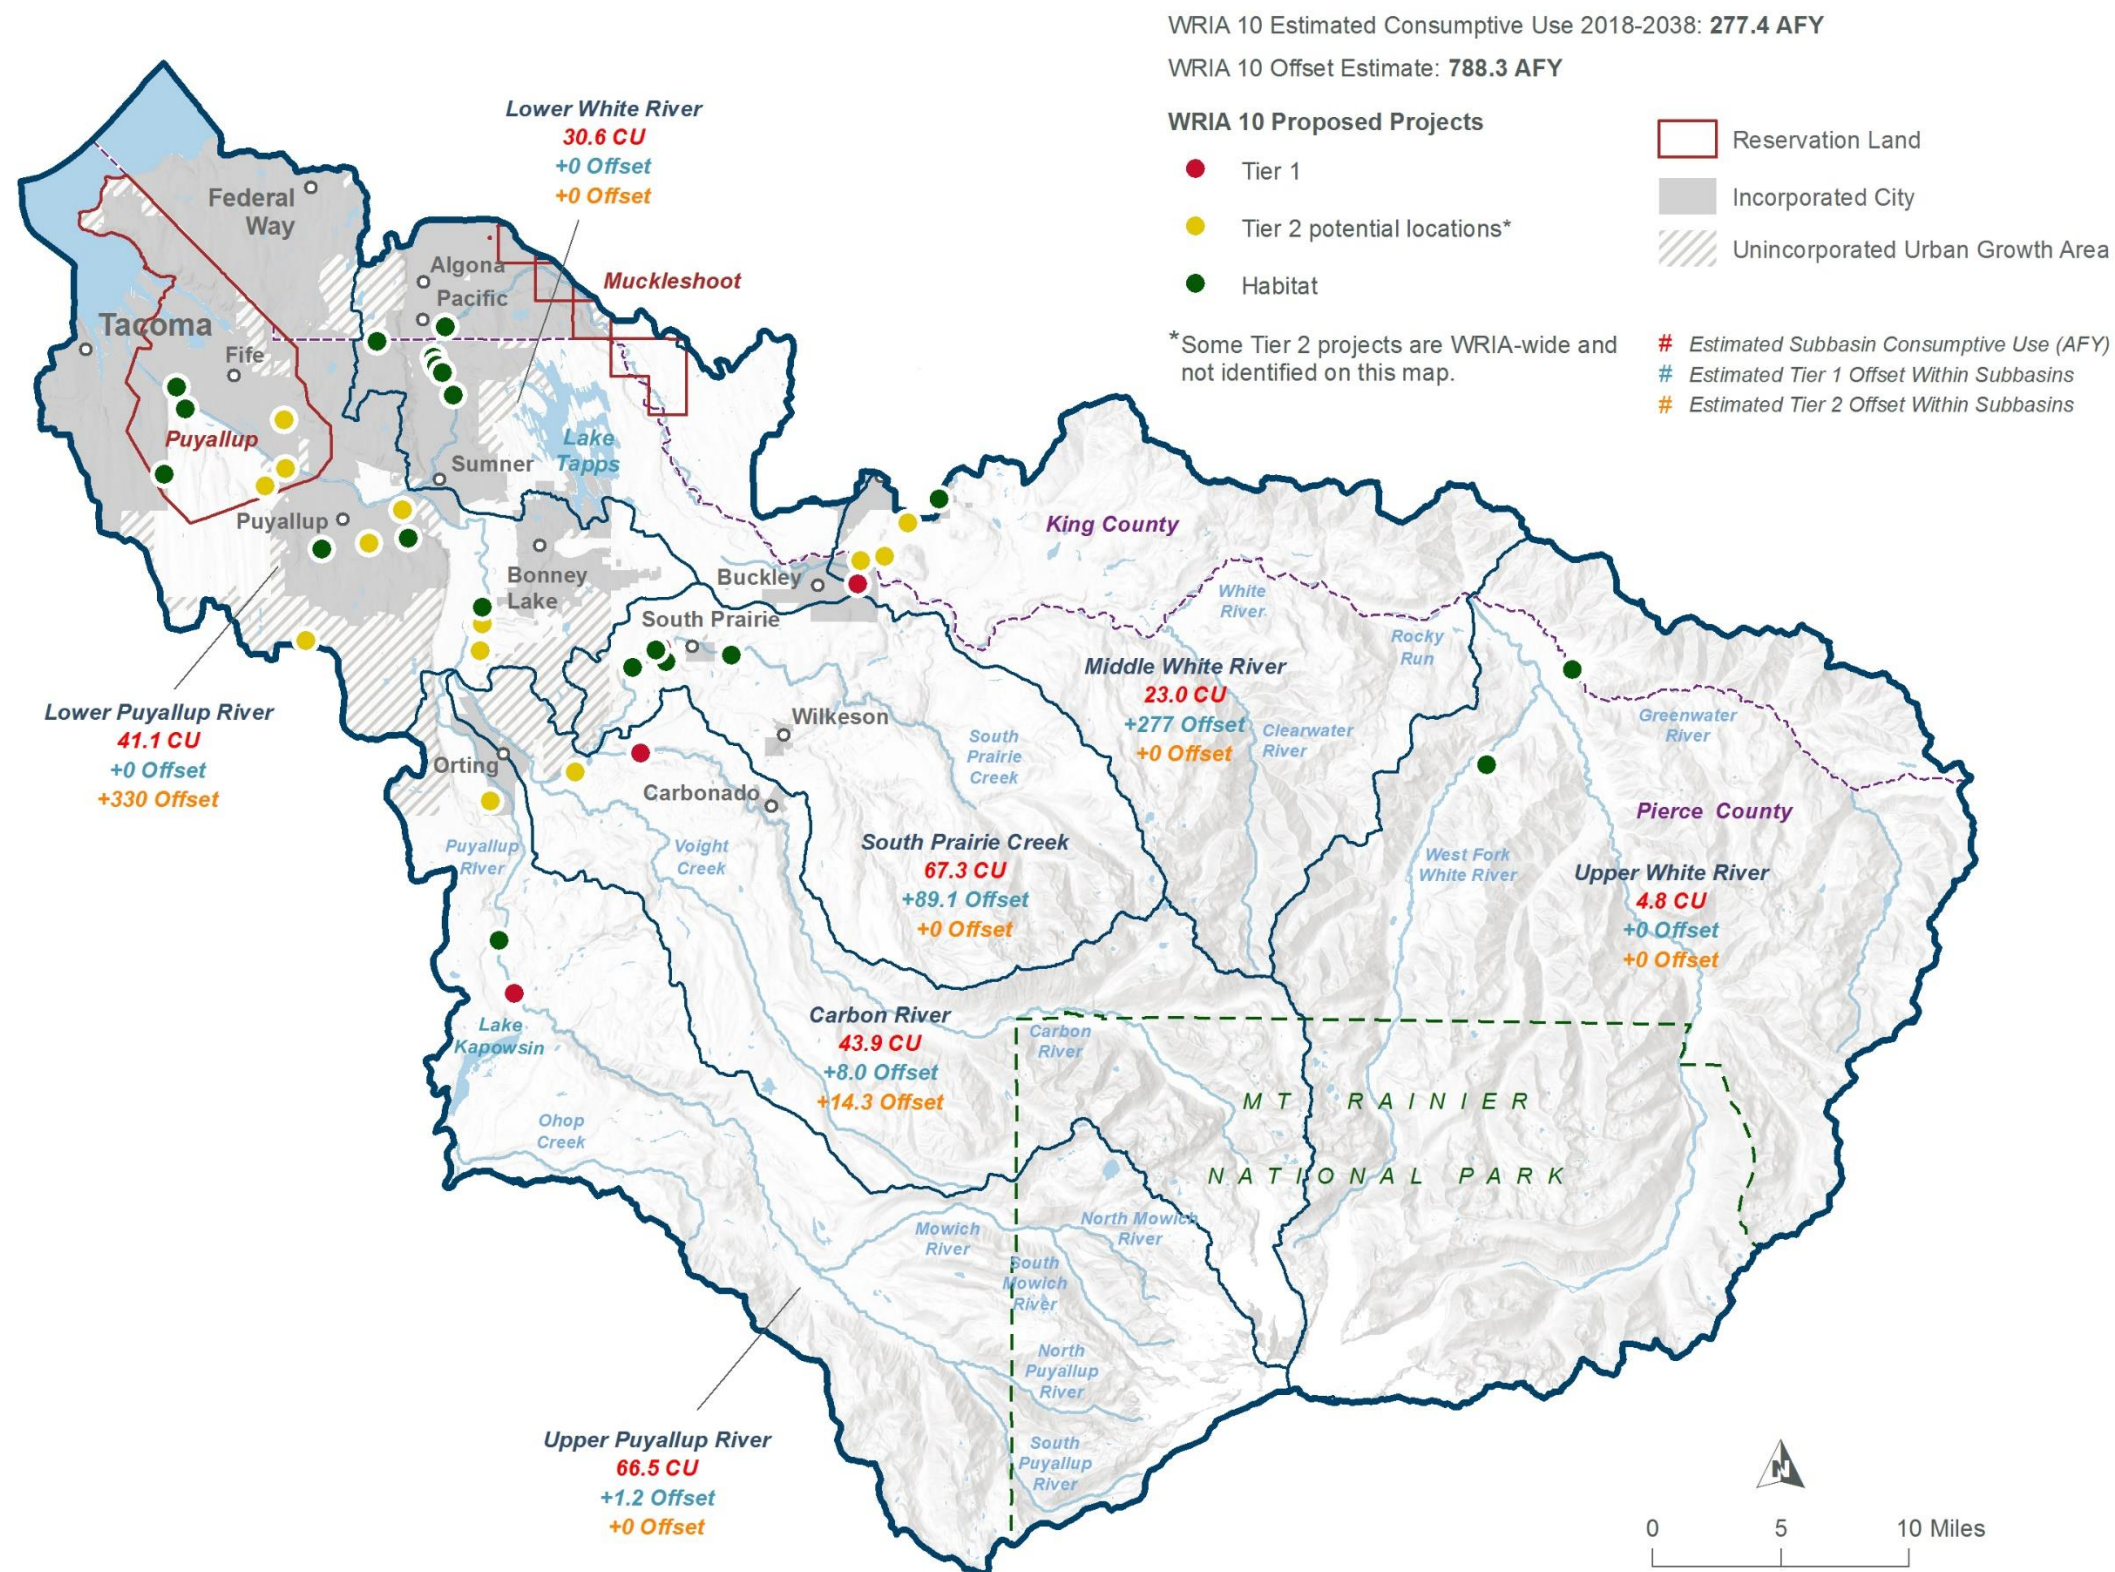 WRIA 10 Estimated Consumptive Use 2018-2038: 277.4 AFY
WRIA 10 Offset Estimate: 788.3 AFY
WRIA 10 Proposed Projects
Tier 1
Tier 2 potential locations*
Habitat
*Some Tier 2 projects are WRIA-wide and
not identified on this map.
Reservation Land
Incorporated City
Unincorporated Urban Growth Area
# Estimated Subbasin Consumptive Use (AFY)
# Estimated Tier 1 Offset Within Subbasins
# Estimated Tier 2 Offset Within Subbasins
Lower White River
30.6 CU
+0 Offset
+0 Offset
Federal
Way
Algona
Pacific
Muckleshoot
Tacoma
Fife
Puyallup
Lake
Tapps
Sumner
Puyallup
King County
Bonney
Lake
Buckley
South Prairie
White
River
Rocky
Run
Middle White River
23.0 CU
+277 Offset
+0 Offset
Lower Puyallup River
41.1 CU
+0 Offset
+330 Offset
Wilkeson
South
Prairie
Creek
Clearwater
River
Greenwater
River
Orting
Carbonado
Pierce County
Puyallup
River
Voight
Creek
South Prairie Creek
67.3 CU
+89.1 Offset
+0 Offset
West Fork
White River
Upper White River
4.8 CU
+0 Offset
+0 Offset
Lake
Kapowsin
Carbon River
43.9 CU
+8.0 Offset
+14.3 Offset
Carbon
River
MT RAINIER
NATIONAL PARK
Ohop
Creek
Mowich
River
North Mowich
River
South
Mowich
River
North
Puyallup
River
South
Puyallup
River
Upper Puyallup River
66.5 CU
+1.2 Offset
+0 Offset
N
0 5 10 Miles